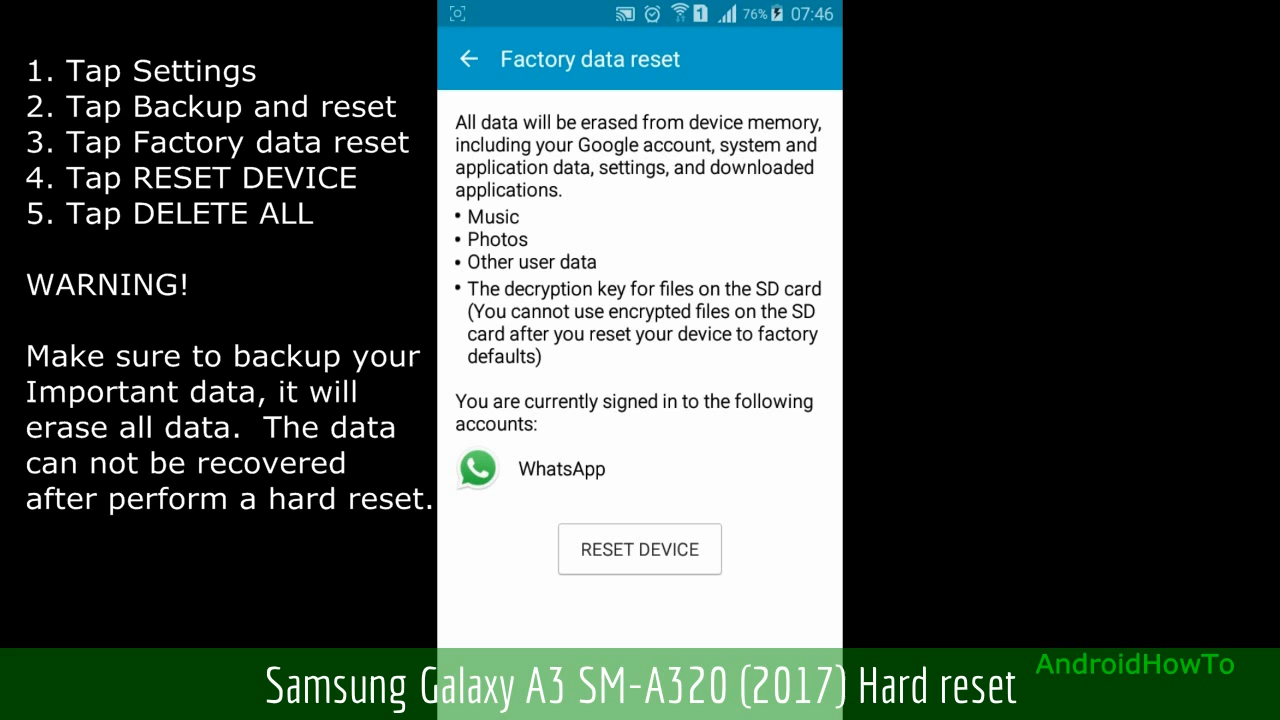 1. Tap Settings
2. Tap Backup and reset
3. Tap Factory data reset
4. Tap RESET DEVICE
5. Tap DELETE ALL
WARNING!
Make sure to backup your
Important data, it will
erase all data.  The data
can not be recovered
after perform a hard reset.
1 76% 07:46
Factory data reset
All data will be erased from device memory,
including your Google account, system and
application data, settings, and downloaded
applications.
• Music
• Photos
• Other user data
• The decryption key for files on the SD card
(You cannot use encrypted files on the SD
card after you reset your device to factory
defaults)
You are currently signed in to the following
accounts:
WhatsApp
RESET DEVICE
AndroidHowTo
Samsung Galaxy A3 SM-A320 (2017) Hard reset